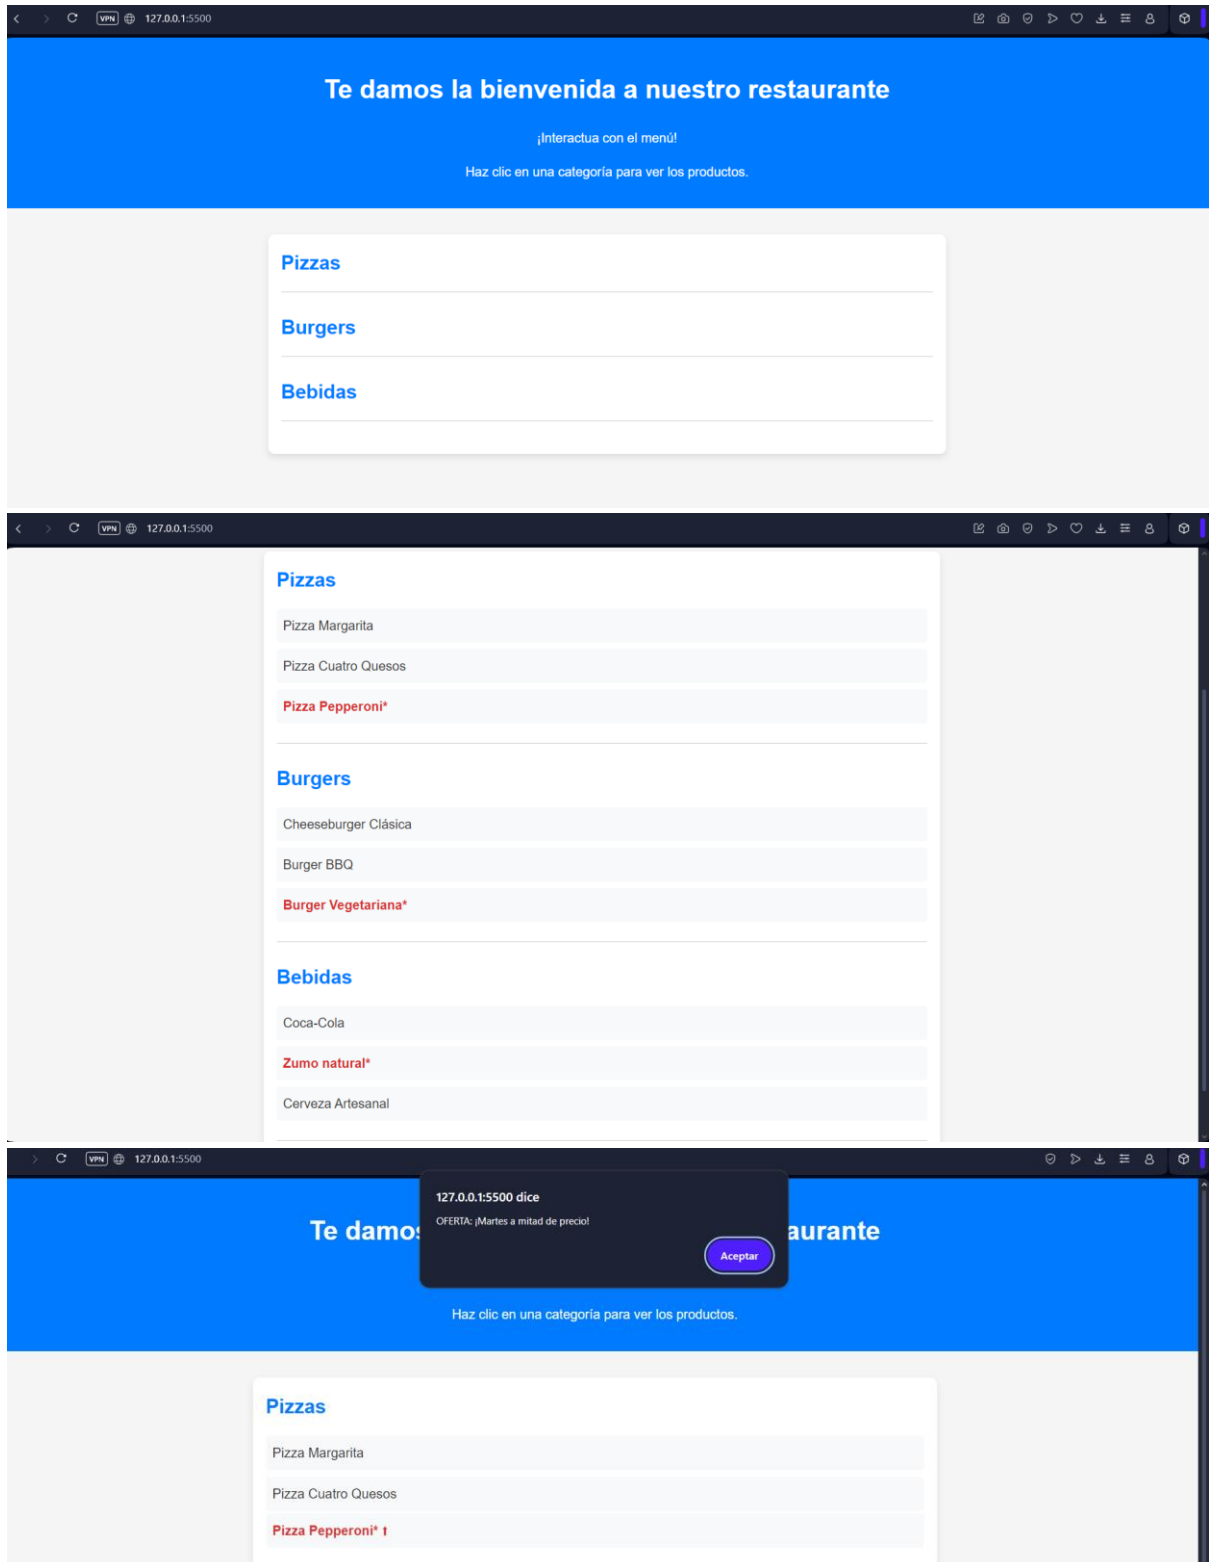 VPN 127.0.0.1:5500
Te damos la bienvenida a nuestro restaurante
¡Interactua con el menú!
Haz clic en una categoría para ver los productos.
Pizzas
Burgers
Bebidas
VPN 127.0.0.1:5500
Pizzas
Pizza Margarita
Pizza Cuatro Quesos
Pizza Pepperoni*
Burgers
Cheeseburger Clásica
Burger BBQ
Burger Vegetariana*
Bebidas
Coca-Cola
Zumo natural*
Cerveza Artesanal
VPN 127.0.0.1:5500
127.0.0.1:5500 dice
OFERTA: ¡Martes a mitad de precio!
Aceptar
Te damos aurante
Haz clic en una categoría para ver los productos.
Pizzas
Pizza Margarita
Pizza Cuatro Quesos
Pizza Pepperoni* ⬆